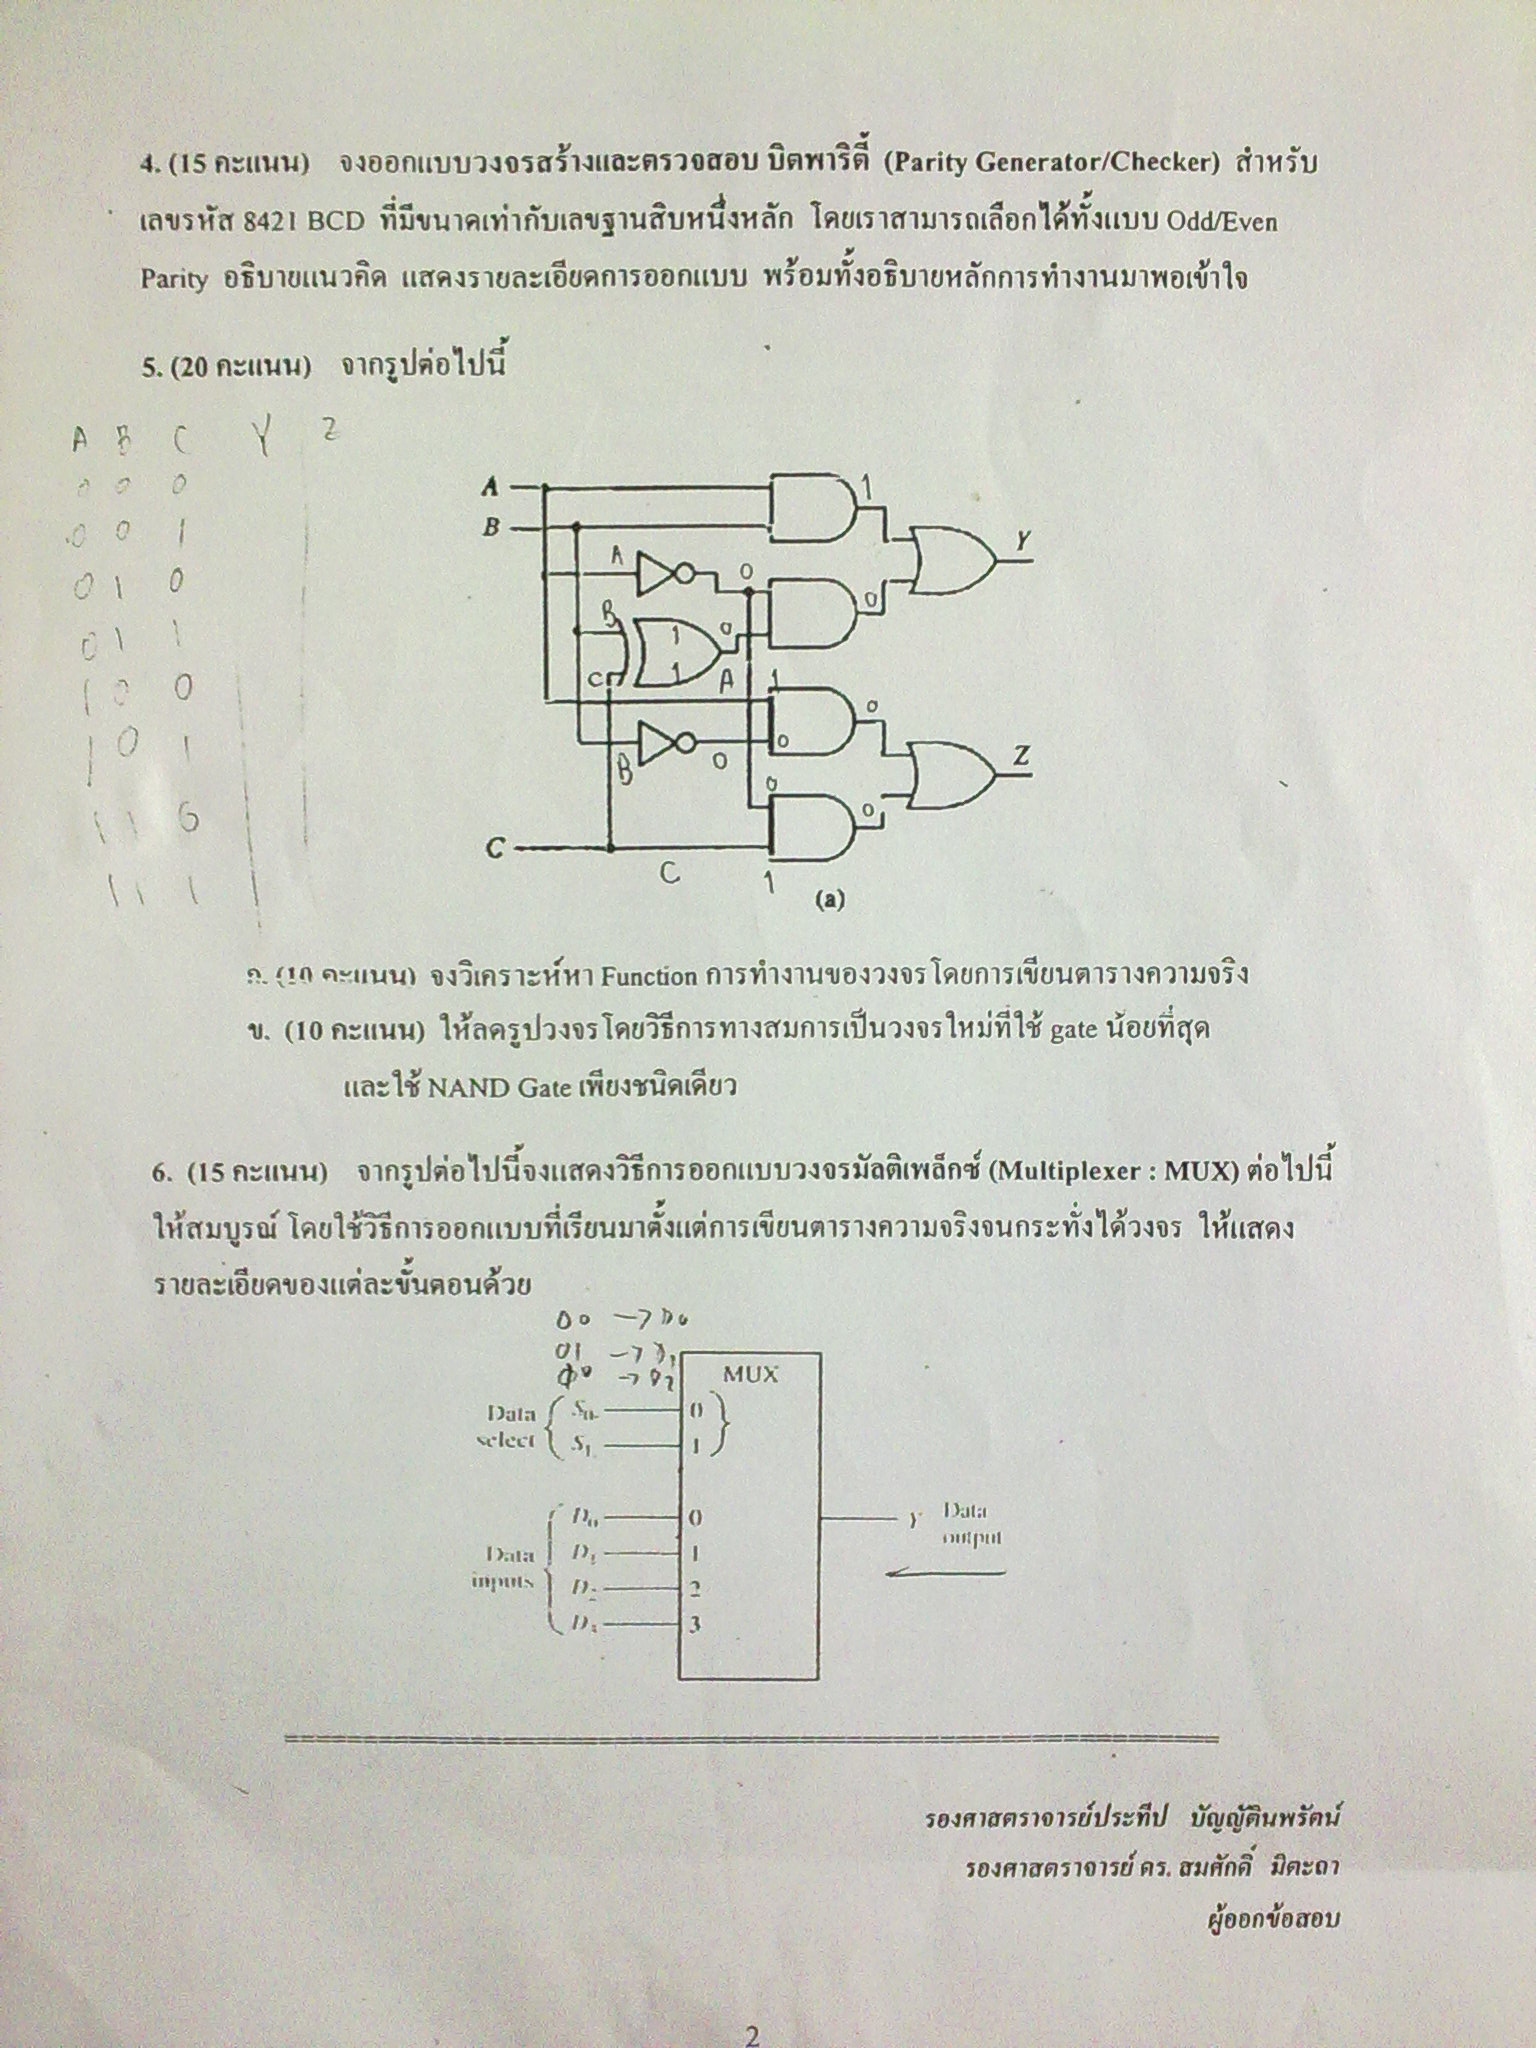 4. (15 คะแนน) จงออกแบบวงจรสร้างและตรวจสอบ บิตพาริตี้ (Parity Generator/Checker) สำหรับ
เลขรหัส 8421 BCD ที่มีขนาดเท่ากับเลขฐานสิบหนึ่งหลัก โดยเราสามารถเลือกได้ทั้งแบบ Odd/Even
Parity อธิบายแนวคิด แสดงรายละเอียดการออกแบบ พร้อมทั้งอธิบายหลักการทำงานมาพอเข้าใจ
5. (20 คะแนน) จากรูปต่อไปนี้
A B C Y Z
0 0 0
0 0 1
0 1 0
0 1 1
1 0 0
1 0 1
1 1 0
1 1 1 1
A 1
B Y
A 0 0
B 1 0
C 1 A 1 0
B 0 0 Z
0 0
C C 1
(a)
ก. (10 คะแนน) จงวิเคราะห์หา Function การทำงานของวงจรโดยการเขียนตารางความจริง
ข. (10 คะแนน) ให้ลดรูปวงจรโดยวิธีการทางสมการเป็นวงจรใหม่ที่ใช้ gate น้อยที่สุด
และใช้ NAND Gate เพียงชนิดเดียว
6. (15 คะแนน) จากรูปต่อไปนี้จงแสดงวิธีการออกแบบวงจรมัลติเพล็กซ์ (Multiplexer : MUX) ต่อไปนี้
ให้สมบูรณ์ โดยใช้วิธีการออกแบบที่เรียนมาตั้งแต่การเขียนตารางความจริงจนกระทั่งได้วงจร ให้แสดง
รายละเอียดของแต่ละขั้นตอนด้วย
00 → D0
01 → D1
→ D2
MUX
Data select S0 0
S1 1
D0 0
Data inputs D1 1
D2 2
D3 3
Y Data output
รองศาสตราจารย์ประทีป บัญญัตินพรัตน์
รองศาสตราจารย์ ดร. สมศักดิ์ มิตะถา
ผู้ออกข้อสอบ
2